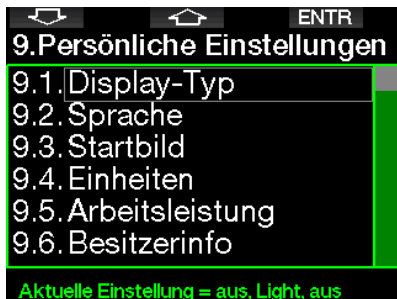 ENTR
9.Persönliche Einstellungen
9.1.Display-Typ
9.2.Sprache
9.3.Startbild
9.4.Einheiten
9.5.Arbeitsleistung
9.6.Besitzerinfo
Aktuelle Einstellung = aus, Light, aus